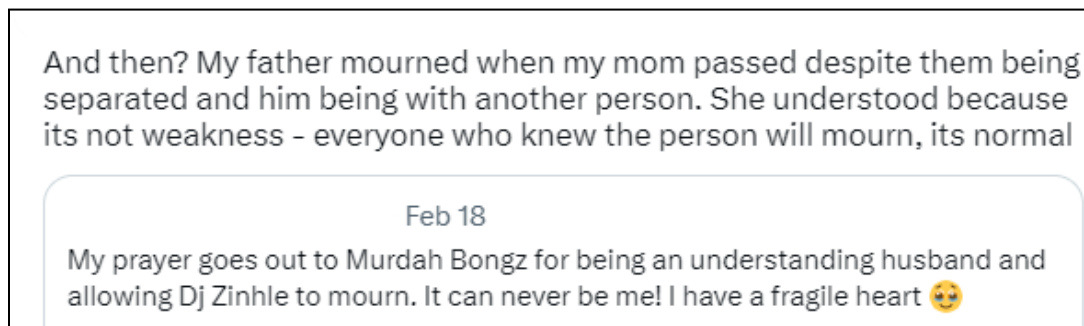 And then? My father mourned when my mom passed despite them being
separated and him being with another person. She understood because
its not weakness - everyone who knew the person will mourn, its normal
Feb 18
My prayer goes out to Murdah Bongz for being an understanding husband and
allowing Dj Zinhle to mourn. It can never be me! I have a fragile heart 🥹